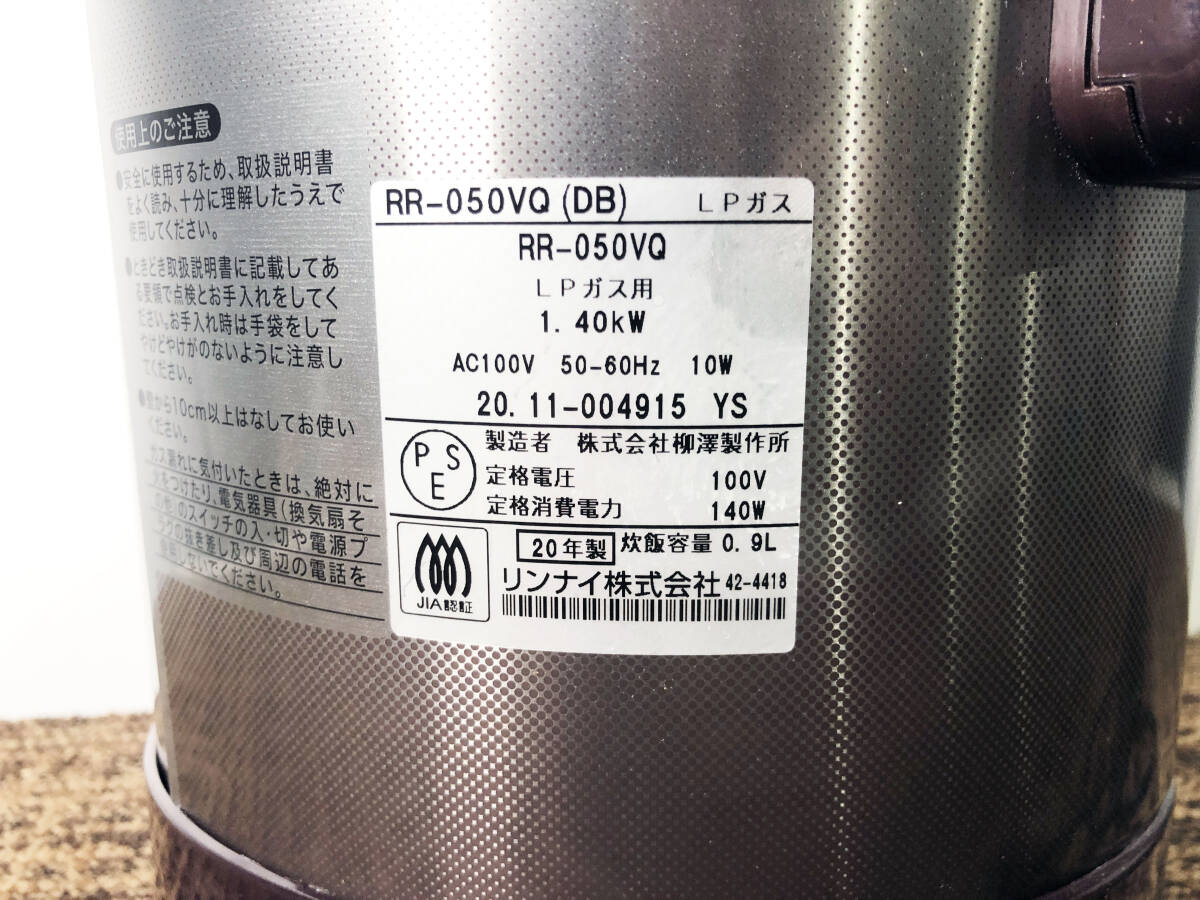 使用上のご注意
●安全に使用するため、取扱説明書
をよく読み、十分に理解したうえで
使用してください。
●ときどき取扱説明書に記載してあ
る要領で点検とお手入れをしてく
ださい。お手入れ時は手袋をして
やけどやけがのないように注意し
てください。
●壁から10cm以上はなしてお使い
ください。
ガス漏れに気付いたときは、絶対に
火をつけたり、電気器具(換気扇そ
の他)のスイッチの入・切や電源プ
ラグの抜き差し及び周辺の電話を
使用しないでください。
RR-050VQ (DB) LPガス
RR-050VQ
LPガス用
1.40kW
AC100V 50-60Hz 10W
20.11-004915 YS
PSE
製造者 株式会社柳澤製作所
定格電圧 100V
定格消費電力 140W
JIA認証
20年製 炊飯容量 0.9L
リンナイ株式会社 42-4418